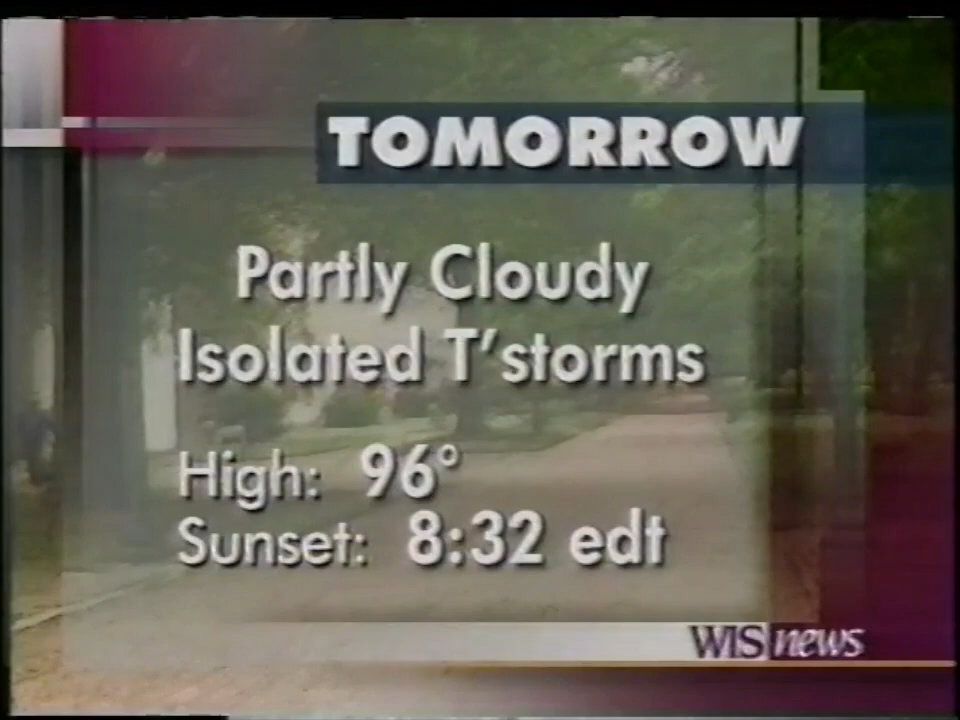 TOMORROW
Partly Cloudy
Isolated T'storms
High: 96°
Sunset: 8:32 edt
WIS news